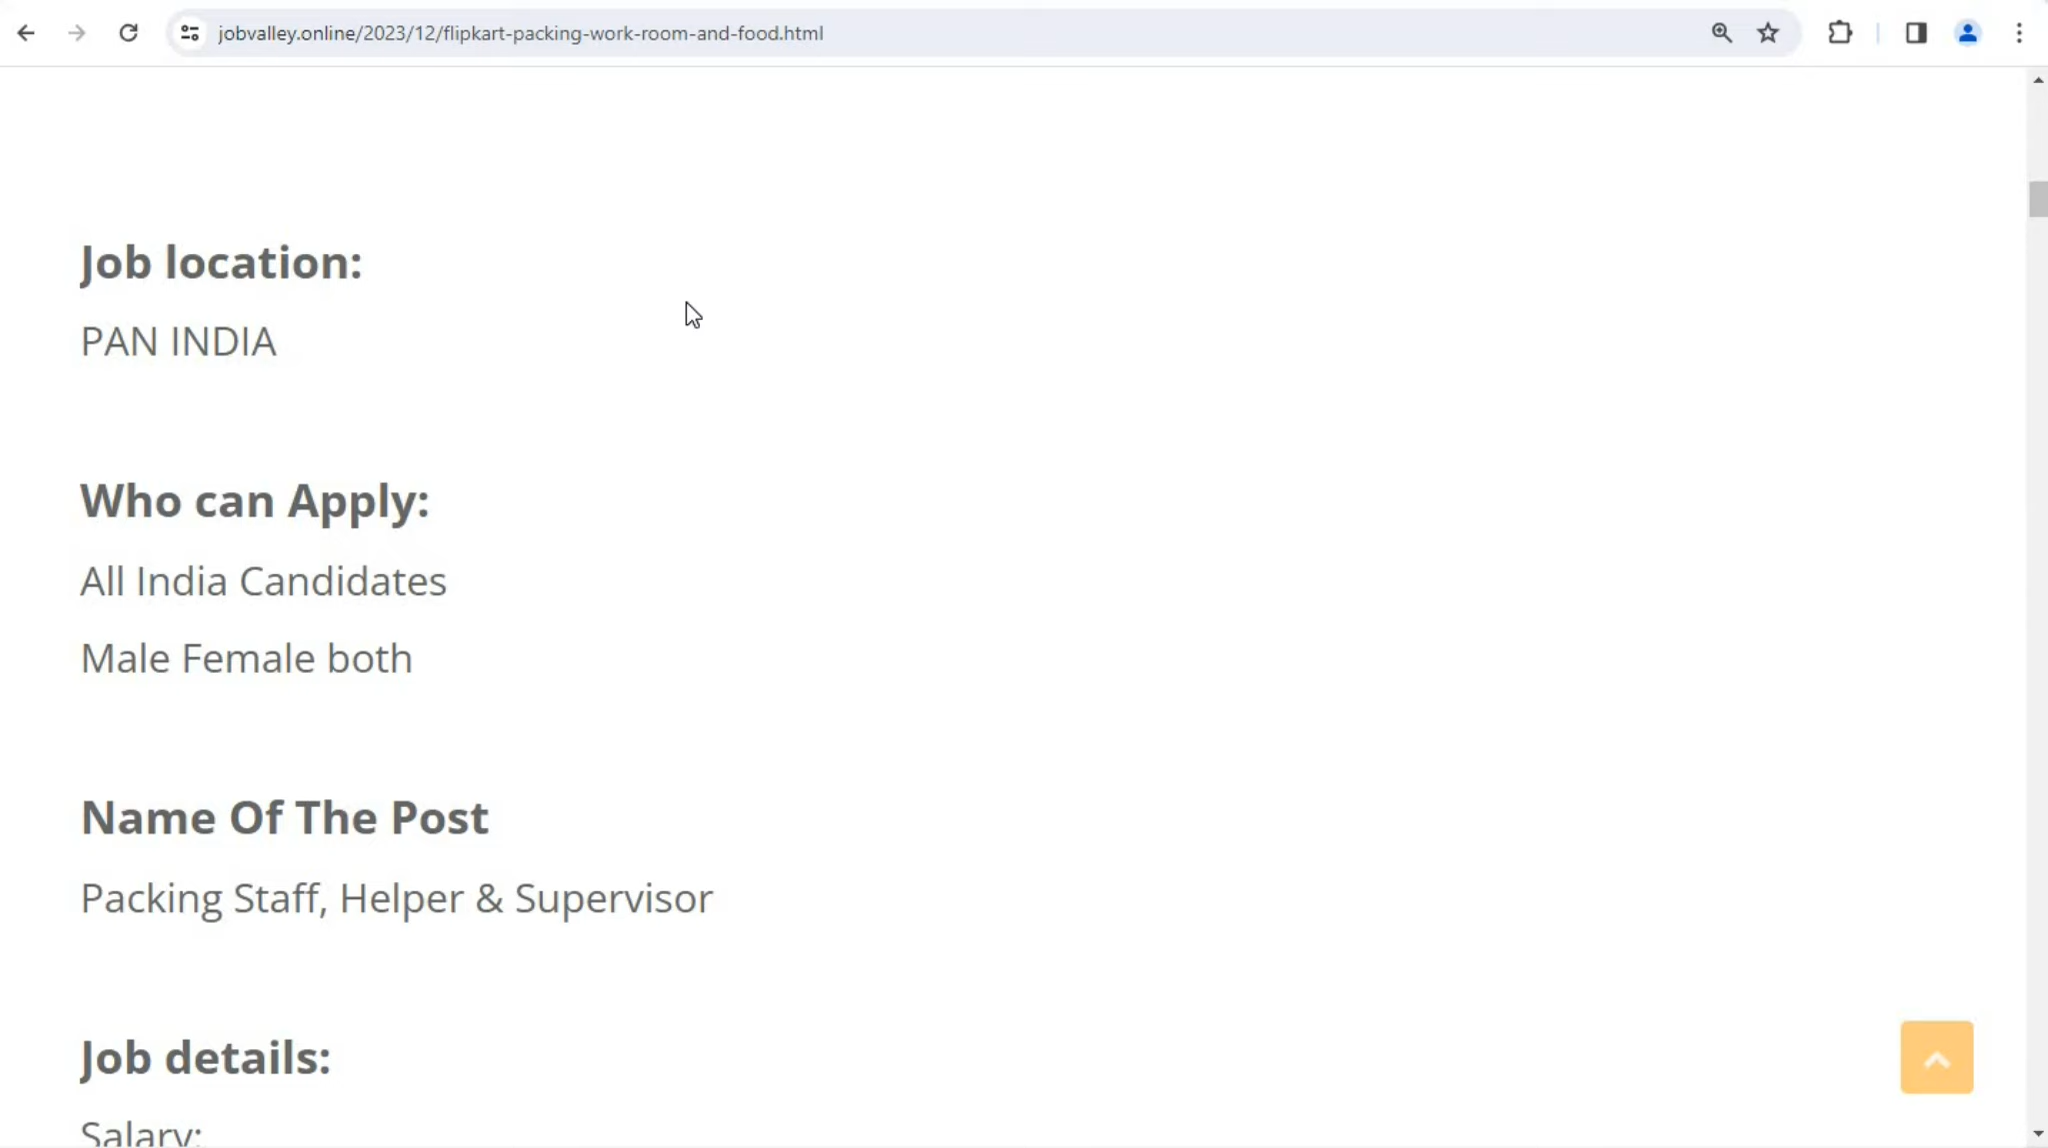 jobvalley.online/2023/12/flipkart-packing-work-room-and-food.html
Job location:
PAN INDIA
Who can Apply:
All India Candidates
Male Female both
Name Of The Post
Packing Staff, Helper & Supervisor
Job details:
Salary: